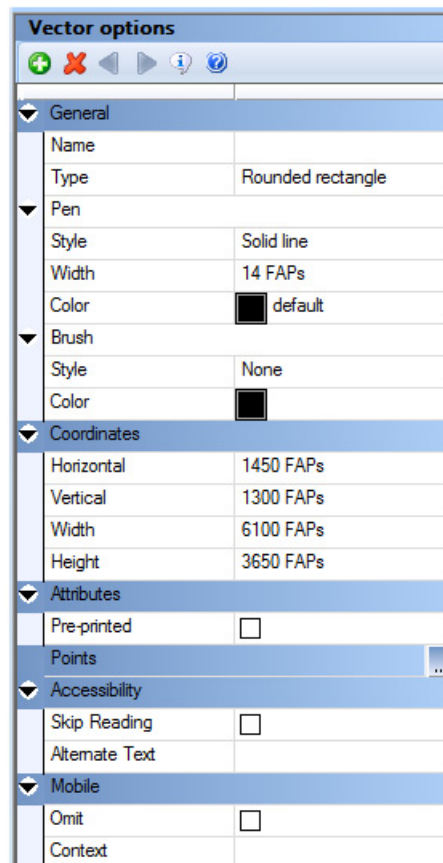 Vector options
General
Name
Type Rounded rectangle
Pen
Style Solid line
Width 14 FAPs
Color default
Brush
Style None
Color
Coordinates
Horizontal 1450 FAPs
Vertical 1300 FAPs
Width 6100 FAPs
Height 3650 FAPs
Attributes
Pre-printed
Points ...
Accessibility
Skip Reading
Alternate Text
Mobile
Omit
Context